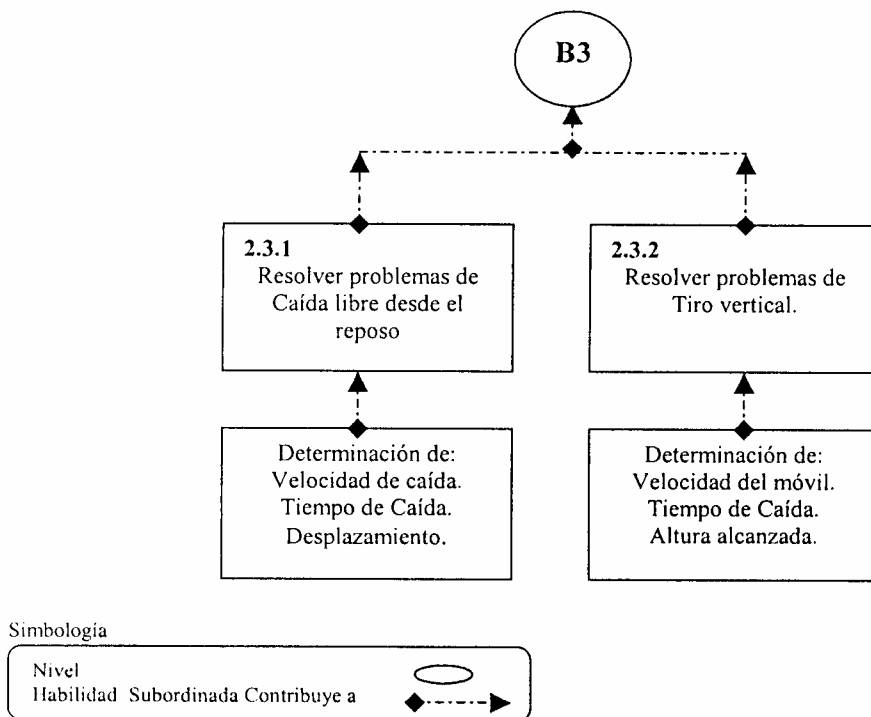 B3
2.3.1
Resolver problemas de
Caída libre desde el
reposo
2.3.2
Resolver problemas de
Tiro vertical.
Determinación de:
Velocidad de caída.
Tiempo de Caída.
Desplazamiento.
Determinación de:
Velocidad del móvil.
Tiempo de Caída.
Altura alcanzada.
Simbología
Nivel
Habilidad Subordinada Contribuye a